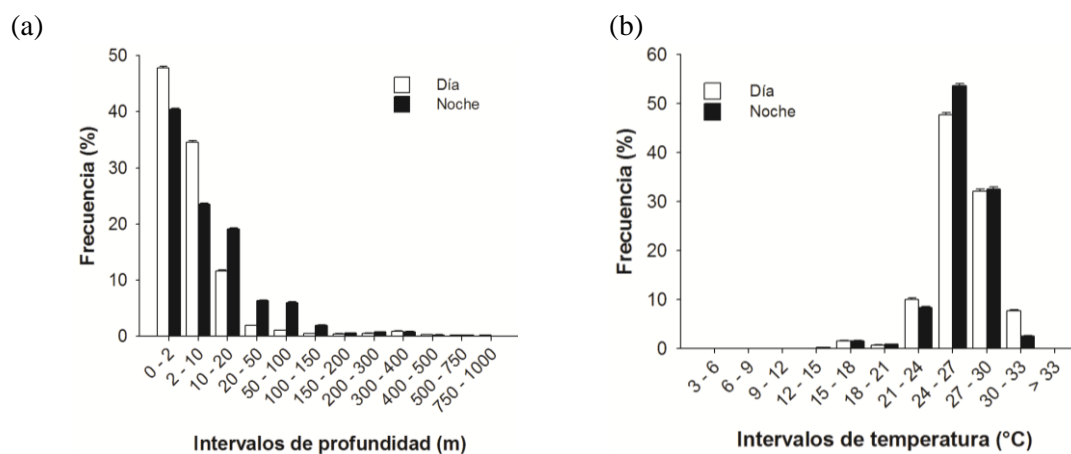 (a)
50
40
30
20
10
0
Frecuencia (%)
Día
Noche
0 - 2
2 - 10
10 - 20
20 - 50
50 - 100
100 - 150
150 - 200
200 - 300
300 - 400
400 - 500
500 - 750
750 - 1000
Intervalos de profundidad (m)
(b)
60
50
40
30
20
10
0
Frecuencia (%)
Día
Noche
3 - 6
6 - 9
9 - 12
12 - 15
15 - 18
18 - 21
21 - 24
24 - 27
27 - 30
30 - 33
> 33
Intervalos de temperatura (°C)